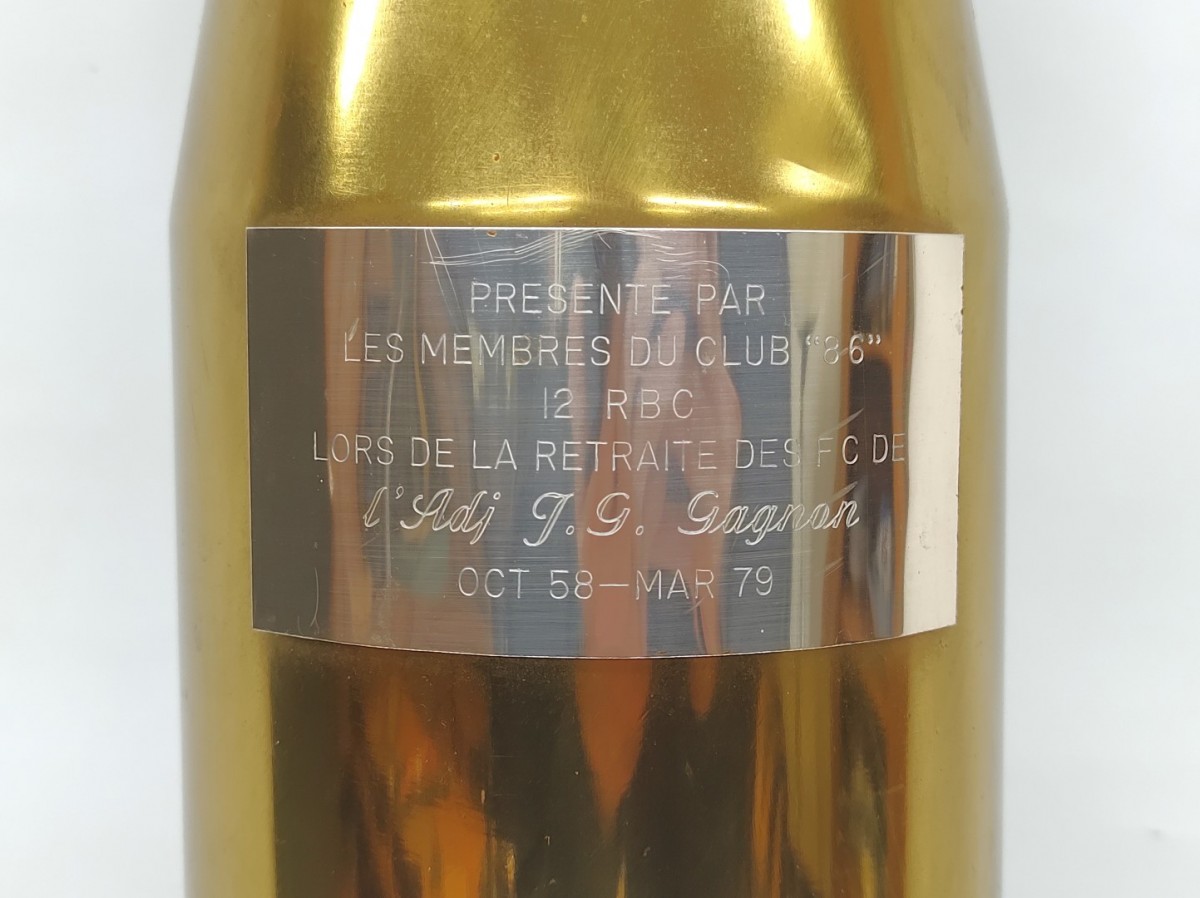 PRESENTE PAR
LES MEMBRES DU CLUB "86"
12 RBC
LORS DE LA RETRAITE DES FC DE
l'Adj J.G. Gagnon
OCT 58—MAR 79